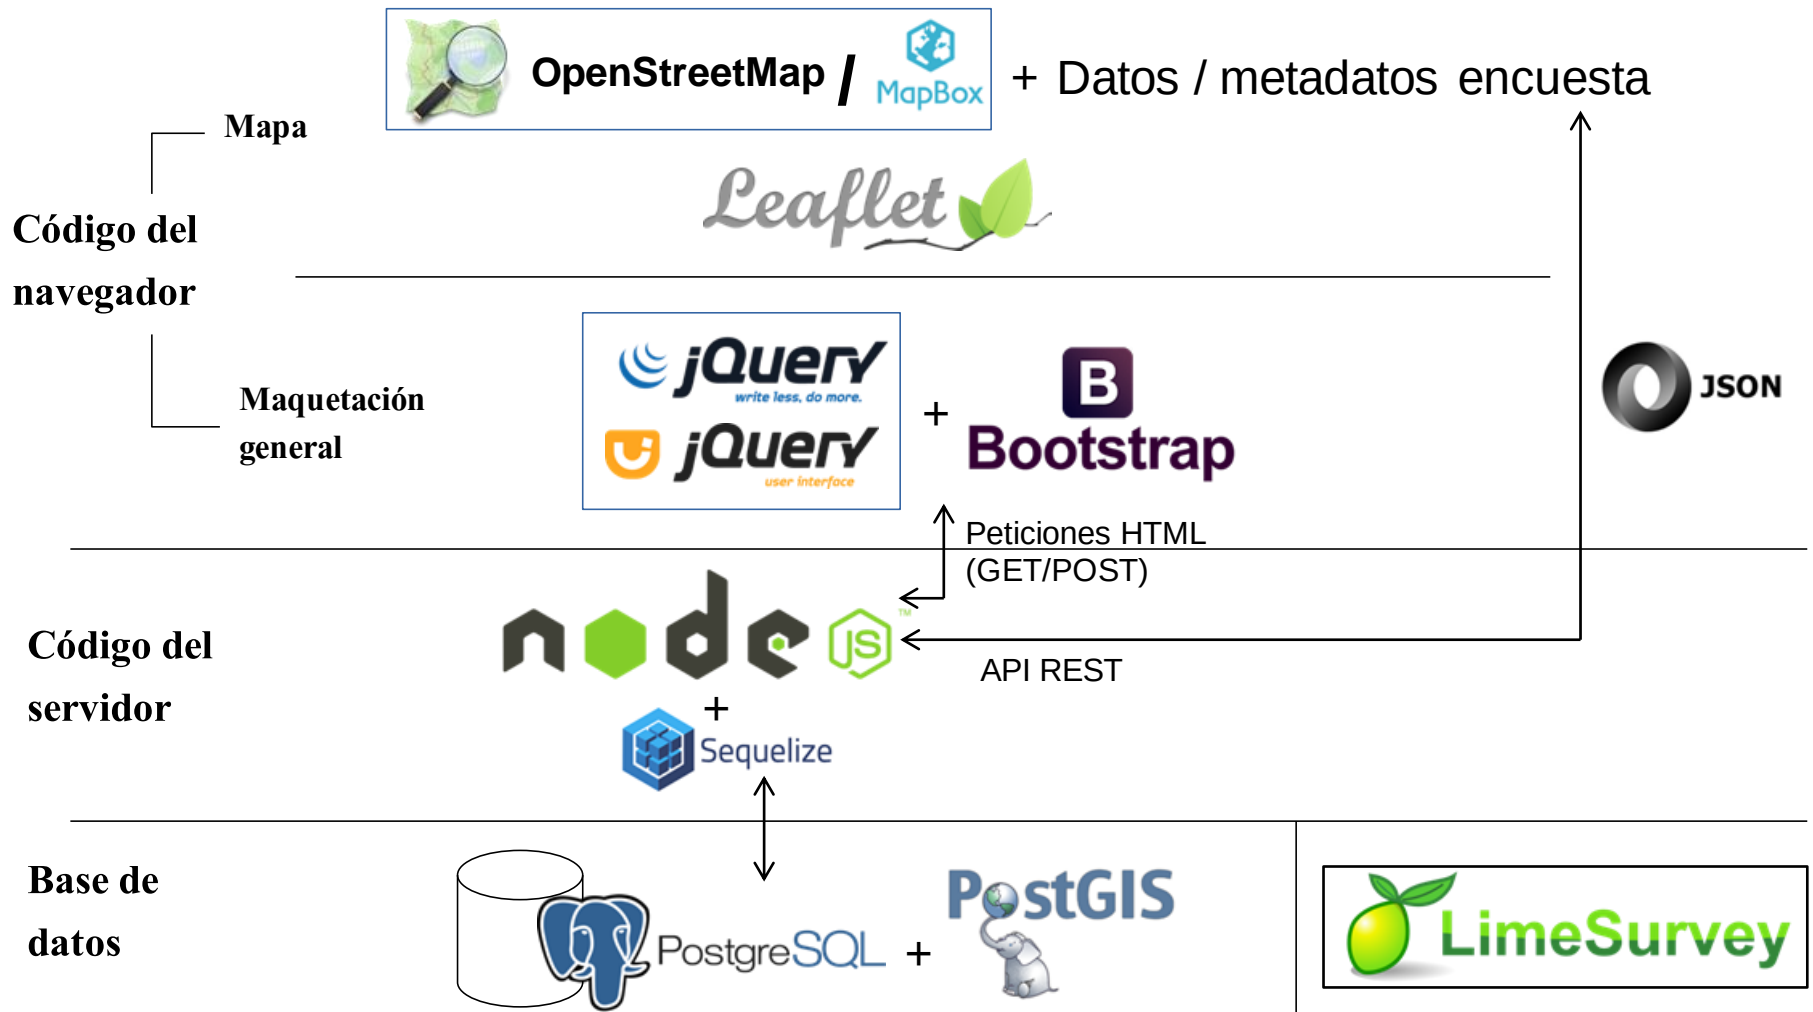 OpenStreetMap / MapBox + Datos / metadatos encuesta
Mapa
Leaflet
Código del
navegador
jQuery
write less, do more.
jQuery
user interface
+
B
Bootstrap
JSON
Maquetación
general
Peticiones HTML
(GET/POST)
node JS™
API REST
Código del
servidor
+
Sequelize
Base de
datos
PostgreSQL + PostGIS
LimeSurvey